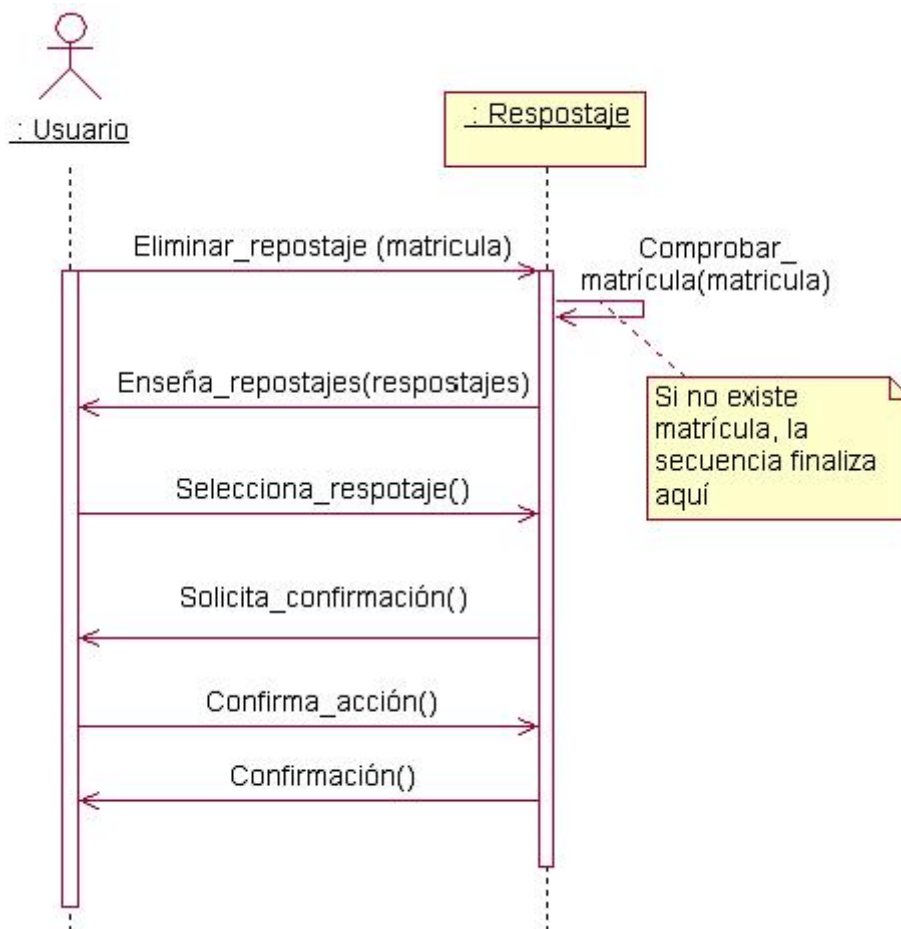 : Usuario
: Respostaje
Eliminar_repostaje (matricula)
Comprobar_
matrícula(matricula)
Enseña_repostajes(respostajes)
Si no existe
matrícula, la
secuencia finaliza
aquí
Selecciona_respotaje()
Solicita_confirmación()
Confirma_acción()
Confirmación()